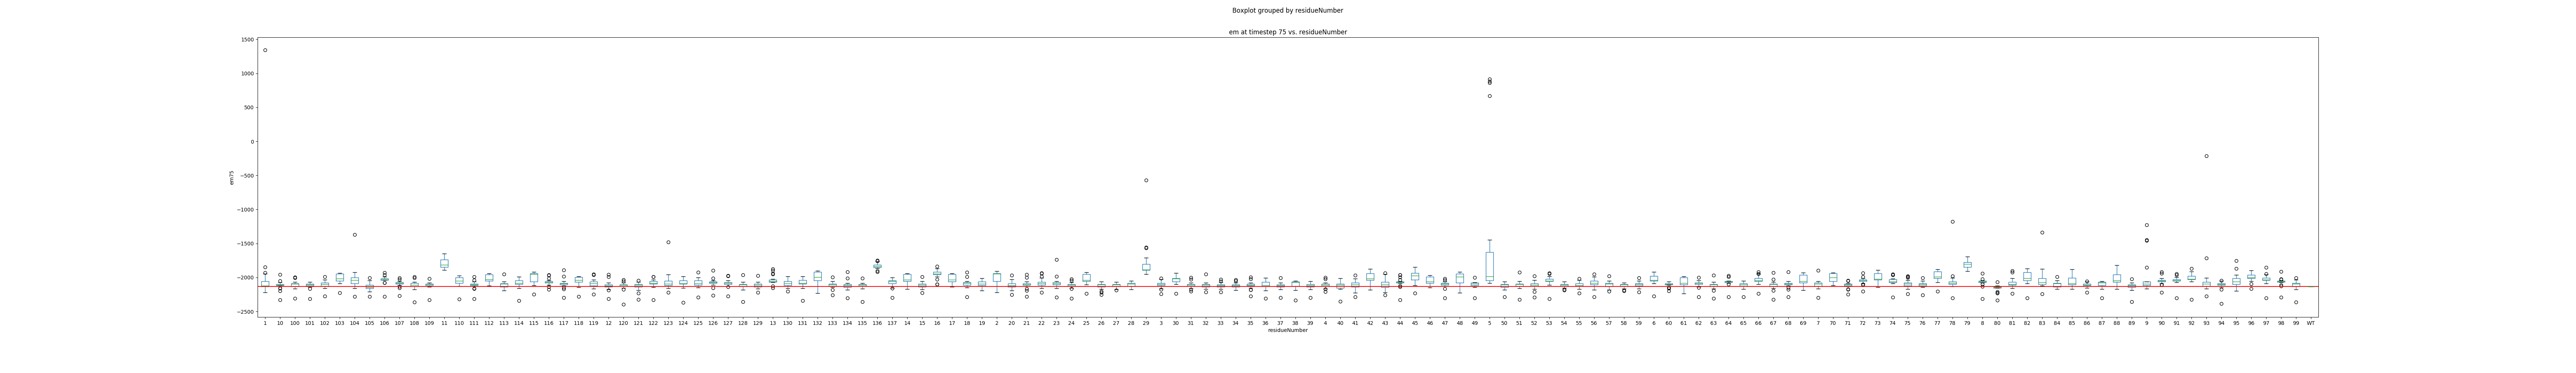 Boxplot grouped by residueNumber
em at timestep 75 vs. residueNumber
1500
1000
500
0
−500
−1000
−1500
−2000
−2500
em75
1 10 100 101 102 103 104 105 106 107 108 109 11 110 111 112 113 114 115 116 117 118 119 12 120 121 122 123 124 125 126 127 128 129 13 130 131 132 133 134 135 136 137 14 15 16 17 18 19 2 20 21 22 23 24 25 26 27 28 29 3 30 31 32 33 34 35 36 37 38 39 4 40 41 42 43 44 45 46 47 48 49 5 50 51 52 53 54 55 56 57 58 59 6 60 61 62 63 64 65 66 67 68 69 7 70 71 72 73 74 75 76 77 78 79 8 80 81 82 83 84 85 86 87 88 89 9 90 91 92 93 94 95 96 97 98 99 WT
residueNumber